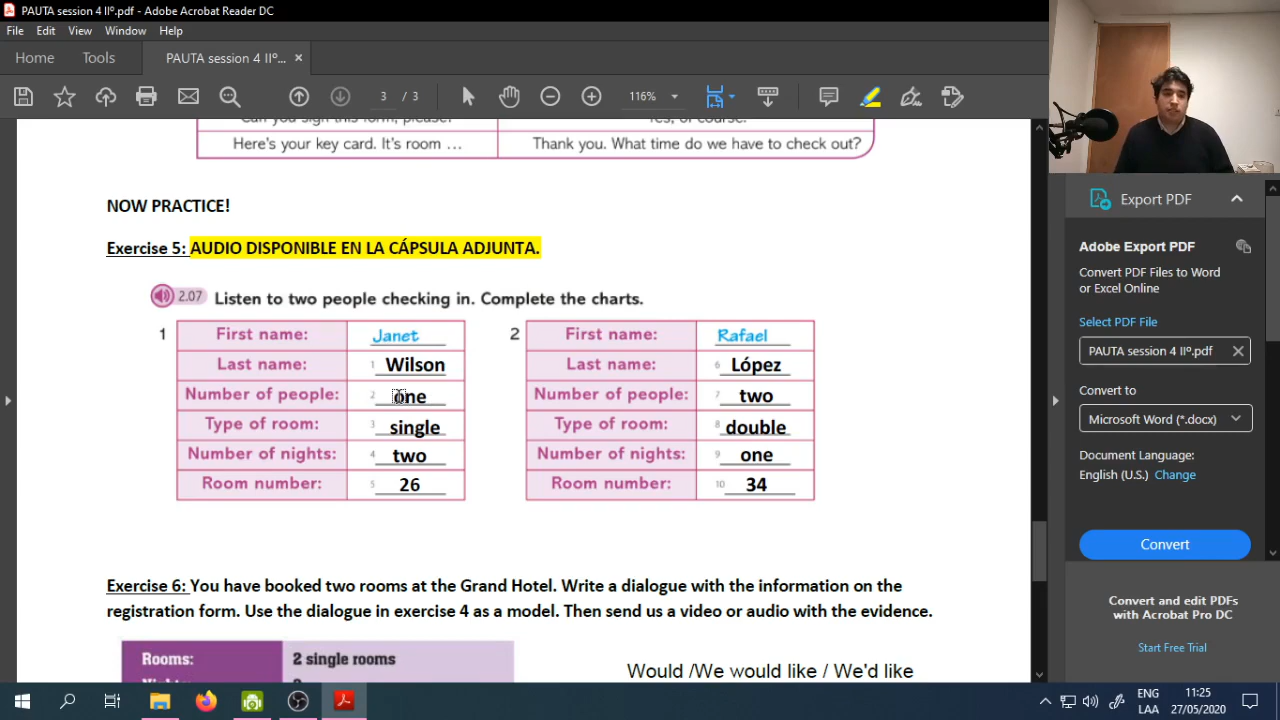 PAUTA session 4 IIº.pdf - Adobe Acrobat Reader DC
File Edit View Window Help
Home Tools PAUTA session 4 IIº... ×
3 / 3 116%
Can you sign this form, please? Yes, of course.
Here's your key card. It's room ... Thank you. What time do we have to check out?
NOW PRACTICE!
Exercise 5: AUDIO DISPONIBLE EN LA CÁPSULA ADJUNTA.
2.07 Listen to two people checking in. Complete the charts.
1 First name: Janet
Last name: 1 Wilson
Number of people: 2 one
Type of room: 3 single
Number of nights: 4 two
Room number: 5 26
2 First name: Rafael
Last name: 6 López
Number of people: 7 two
Type of room: 8 double
Number of nights: 9 one
Room number: 10 34
Exercise 6: You have booked two rooms at the Grand Hotel. Write a dialogue with the information on the
registration form. Use the dialogue in exercise 4 as a model. Then send us a video or audio with the evidence.
Rooms: 2 single rooms
Would /We would like / We'd like
Export PDF
Adobe Export PDF
Convert PDF Files to Word
or Excel Online
Select PDF File
PAUTA session 4 IIº.pdf
Convert to
Microsoft Word (*.docx)
Document Language:
English (U.S.) Change
Convert
Convert and edit PDFs
with Acrobat Pro DC
Start Free Trial
ENG 11:25
LAA 27/05/2020